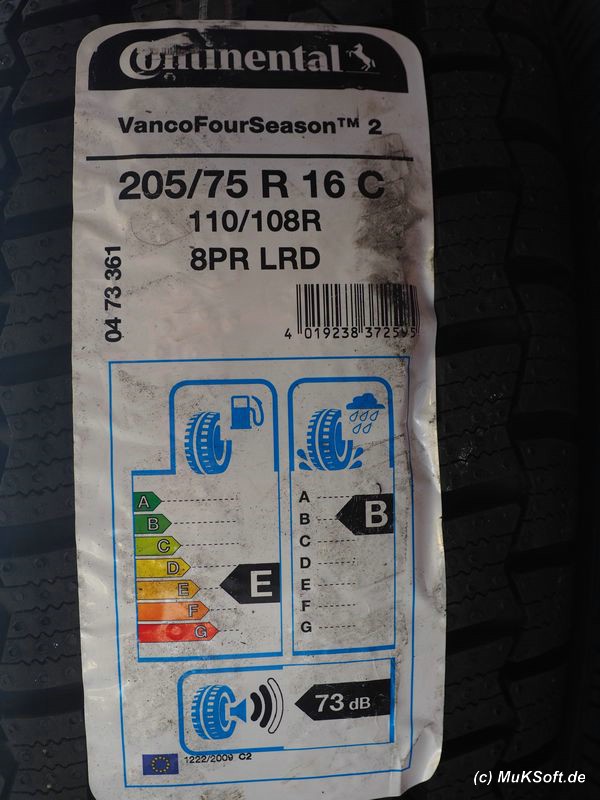 Continental
VancoFourSeason™ 2
205/75 R 16 C
110/108R
8PR LRD
04 73 361
4 019238 372595
A
B
C
D
E
F
G
E
A
B
C
D
E
F
G
B
73 dB
1222/2009 C2
(c) MuKSoft.de